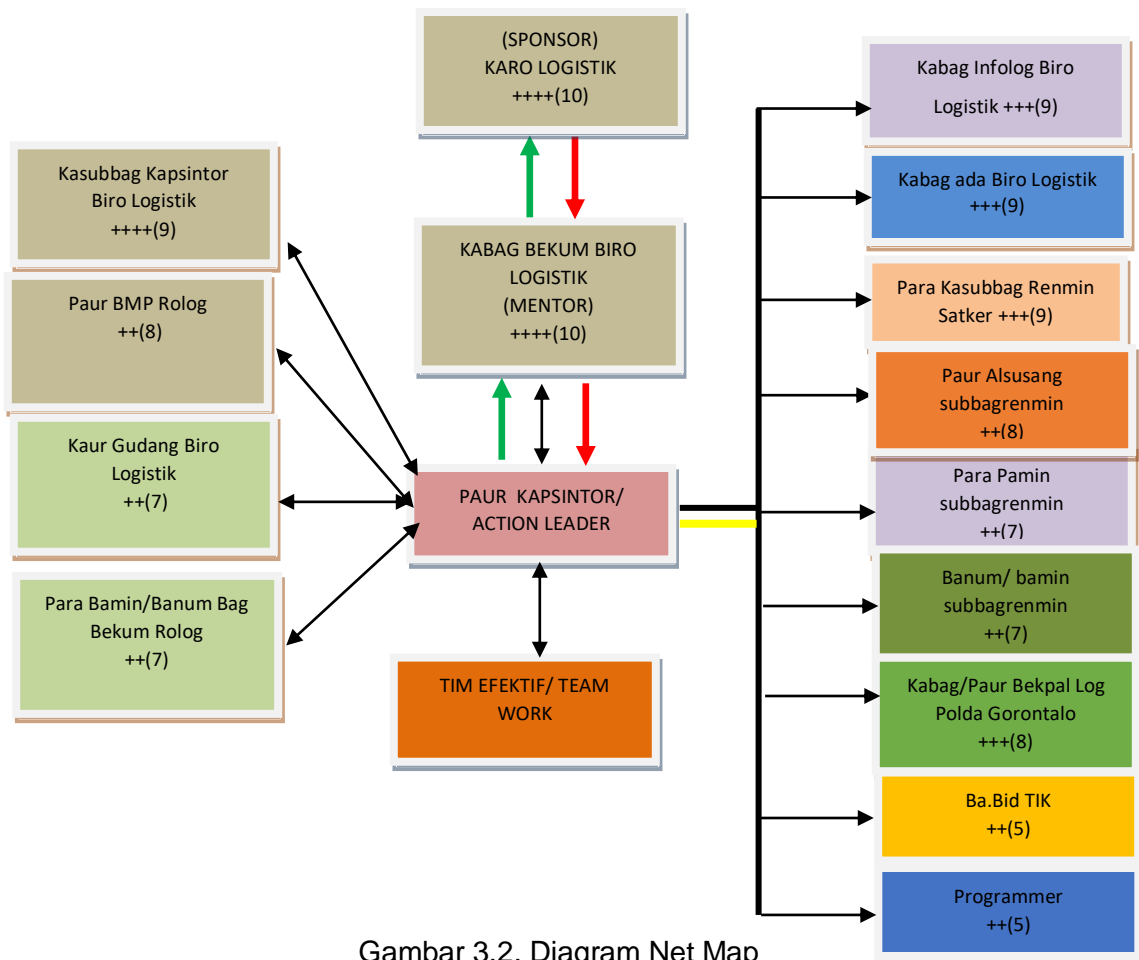 (SPONSOR)
KARO LOGISTIK
++++(10)
Kasubbag Kapsintor
Biro Logistik
++++(9)
Paur BMP Rolog
++(8)
Kaur Gudang Biro
Logistik
++(7)
Para Bamin/Banum Bag
Bekum Rolog
++(7)
KABAG BEKUM BIRO
LOGISTIK
(MENTOR)
++++(10)
PAUR  KAPSINTOR/
ACTION LEADER
TIM EFEKTIF/ TEAM
WORK
Kabag Infolog Biro
Logistik +++(9)
Kabag ada Biro Logistik
+++(9)
Para Kasubbag Renmin
Satker +++(9)
Paur Alsusang
subbagrenmin
++(8)
Para Pamin
subbagrenmin
++(7)
Banum/ bamin
subbagrenmin
++(7)
Kabag/Paur Bekpal Log
Polda Gorontalo
+++(8)
Ba.Bid TIK
++(5)
Programmer
++(5)
Gambar 3.2. Diagram Net Map